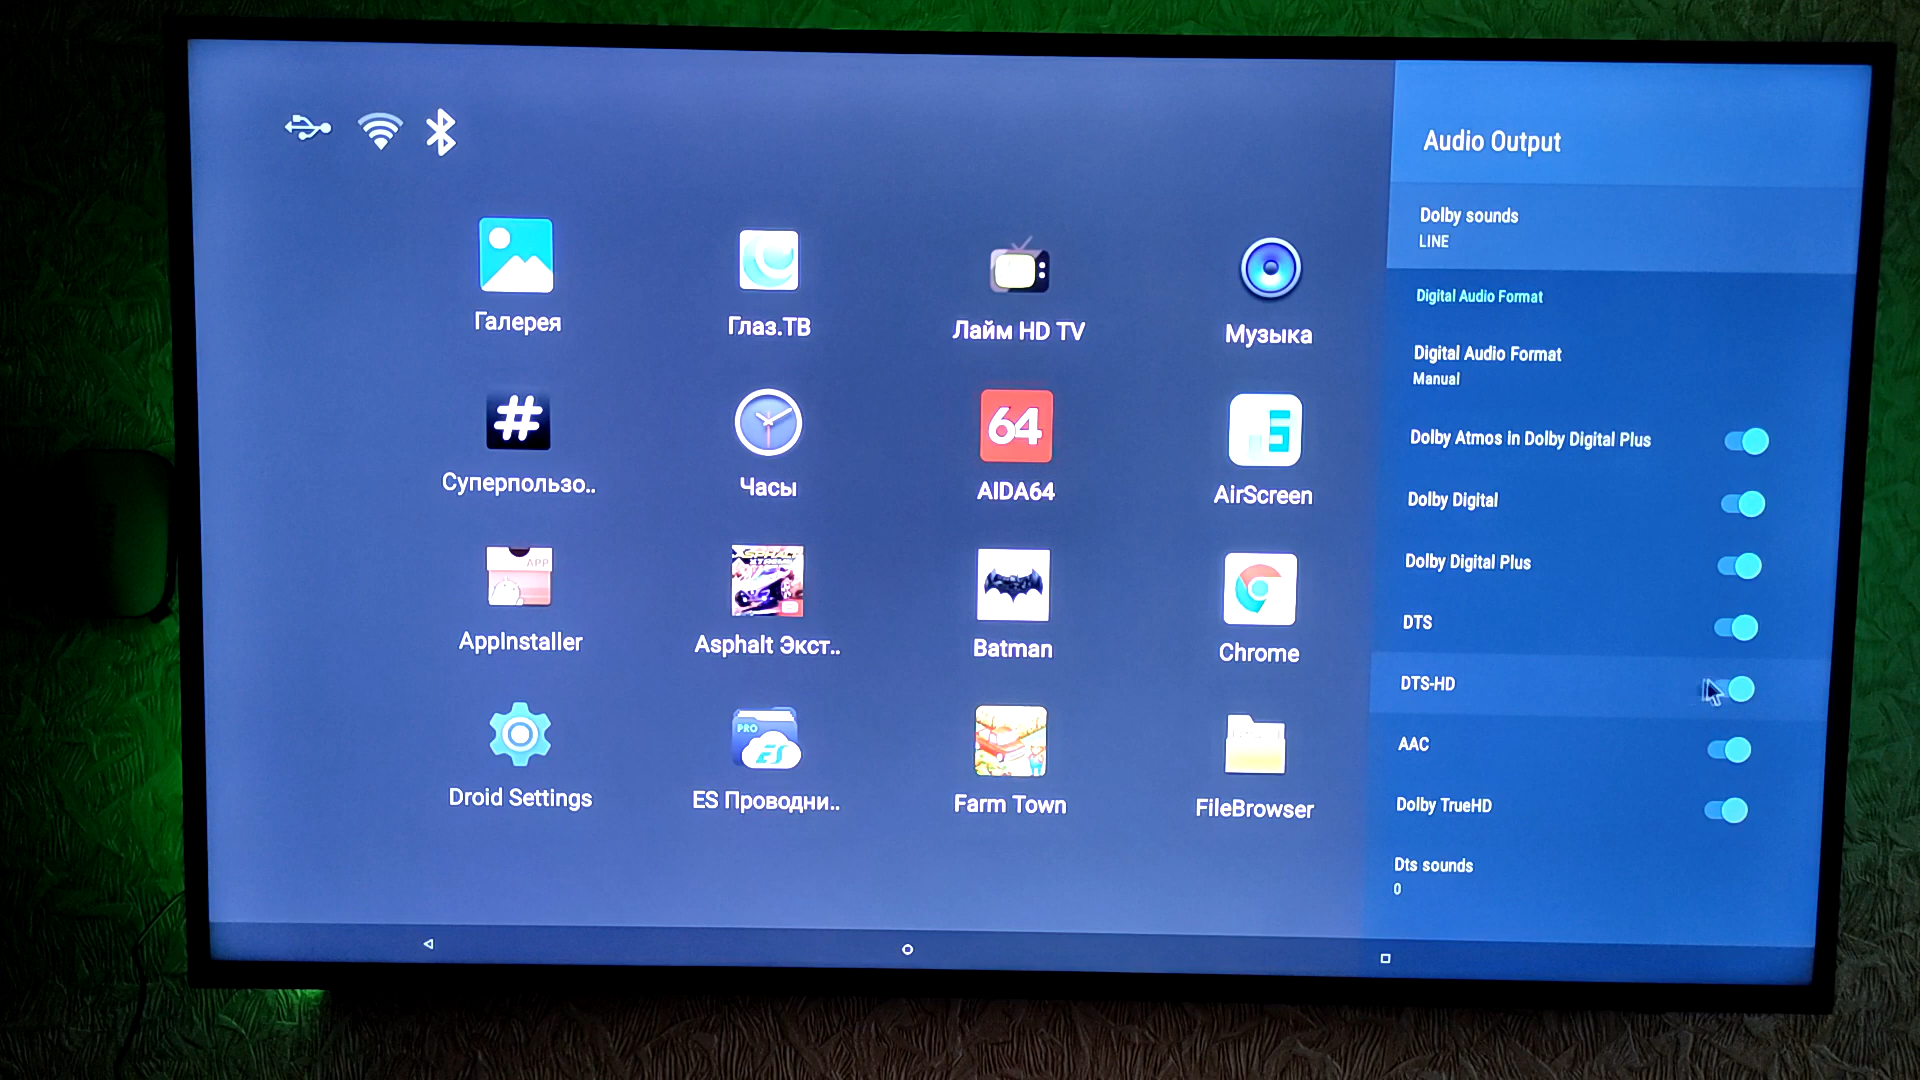 Галерея
Глаз.ТВ
Лайм HD TV
Музыка
#
64
5
Суперпользо..
Часы
AIDA64
AirScreen
APP
AppInstaller
Asphalt Экст..
Batman
Chrome
PRO
ES
Droid Settings
ES Проводни..
Farm Town
FileBrowser
Audio Output
Dolby sounds
LINE
Digital Audio Format
Digital Audio Format
Manual
Dolby Atmos in Dolby Digital Plus
Dolby Digital
Dolby Digital Plus
DTS
DTS-HD
AAC
Dolby TrueHD
Dts sounds
0